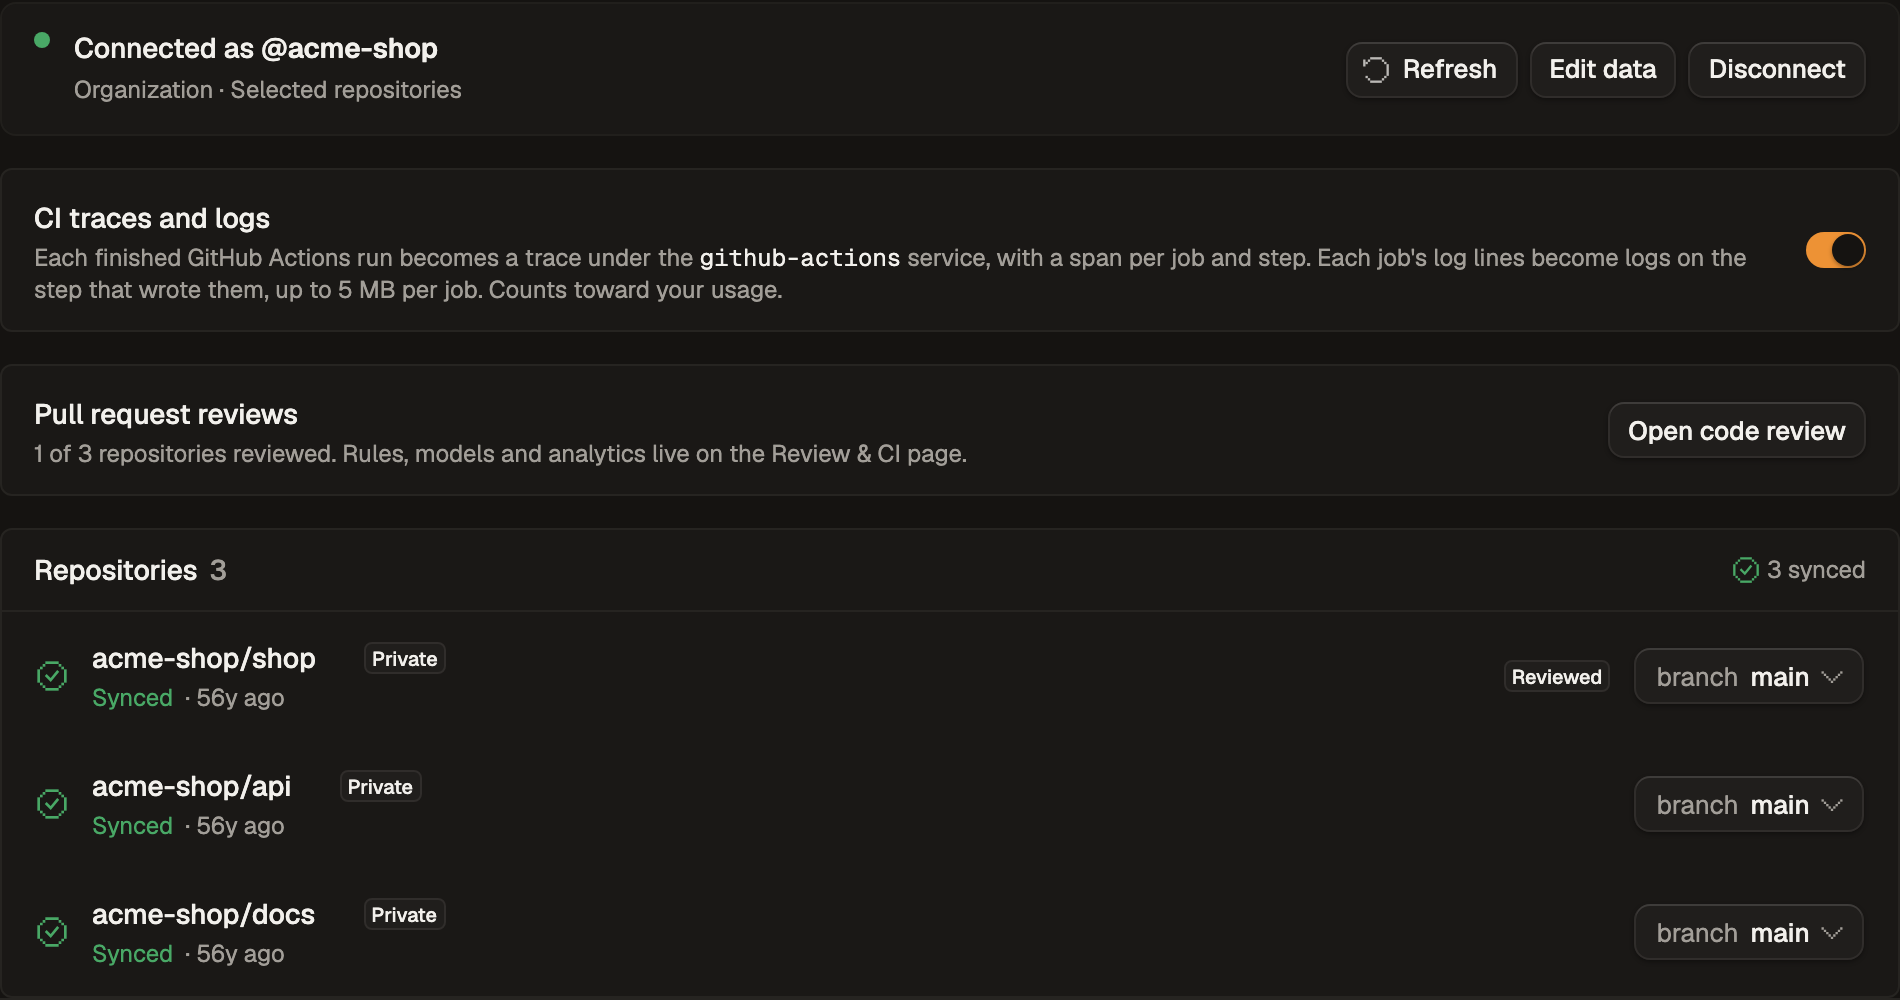 Connected as @acme-shop
Organization · Selected repositories
Refresh
Edit data
Disconnect
CI traces and logs
Each finished GitHub Actions run becomes a trace under the github-actions service, with a span per job and step. Each job's log lines become logs on the
step that wrote them, up to 5 MB per job. Counts toward your usage.
Pull request reviews
1 of 3 repositories reviewed. Rules, models and analytics live on the Review & CI page.
Open code review
Repositories 3
3 synced
acme-shop/shop Private
Synced · 56y ago
Reviewed
branch main
acme-shop/api Private
Synced · 56y ago
branch main
acme-shop/docs Private
Synced · 56y ago
branch main